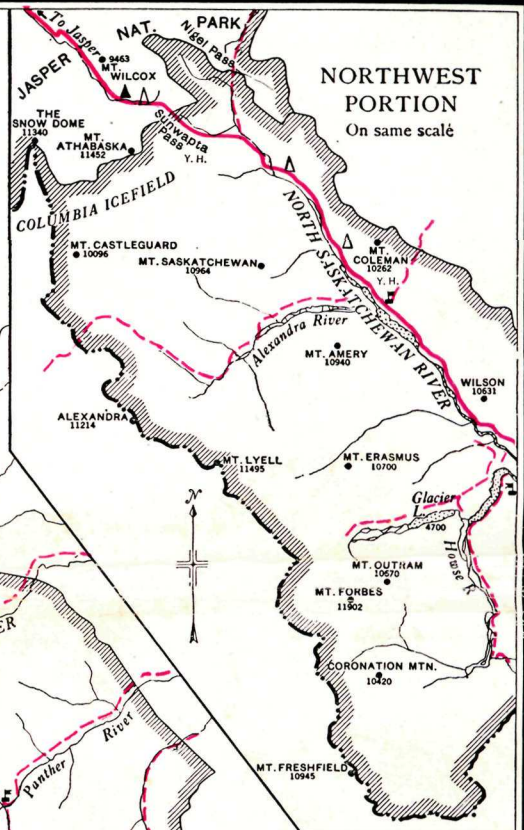 To Jasper
JASPER NAT. PARK
Nigel Pass
9463
MT.
WILCOX
NORTHWEST
PORTION
On same scale
THE
SNOW DOME
11340
MT.
ATHABASKA
11452
Sunwapta
Pass
Y. H.
COLUMBIA ICEFIELD
MT. CASTLEGUARD
10096
MT. SASKATCHEWAN
10964
NORTH SASKATCHEWAN RIVER
MT.
COLEMAN
10262
Y. H.
Alexandra River
MT. AMERY
10940
WILSON
10631
ALEXANDRA
11214
MT. LYELL
11495
MT. ERASMUS
10700
N
Glacier
L.
4700
Howse R.
MT. OUTRAM
10670
MT. FORBES
11902
ER
CORONATION MTN.
10420
Panther River
MT. FRESHFIELD
10945